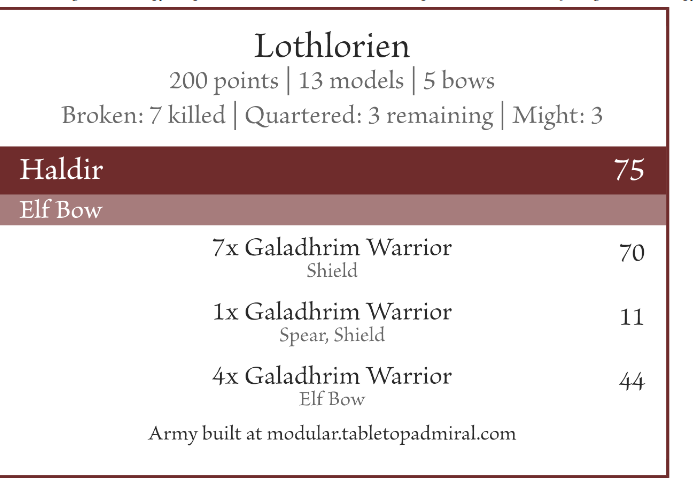 Lothlorien
200 points | 13 models | 5 bows
Broken: 7 killed | Quartered: 3 remaining | Might: 3
Haldir 75
Elf Bow
7x Galadhrim Warrior 70
Shield
1x Galadhrim Warrior 11
Spear, Shield
4x Galadhrim Warrior 44
Elf Bow
Army built at modular.tabletopadmiral.com